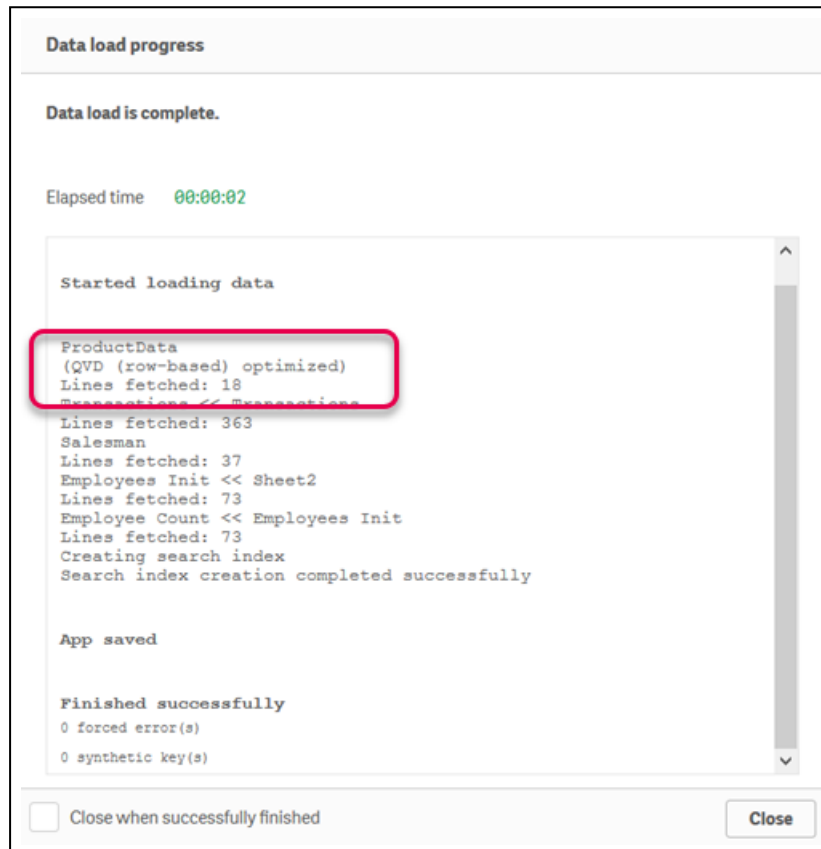 Data load progress
Data load is complete.
Elapsed time 00:00:02
Started loading data
ProductData
(QVD (row-based) optimized)
Lines fetched: 18
Transactions << Transactions
Lines fetched: 363
Salesman
Lines fetched: 37
Employees Init << Sheet2
Lines fetched: 73
Employee Count << Employees Init
Lines fetched: 73
Creating search index
Search index creation completed successfully
App saved
Finished successfully
0 forced error(s)
0 synthetic key(s)
Close when successfully finished Close